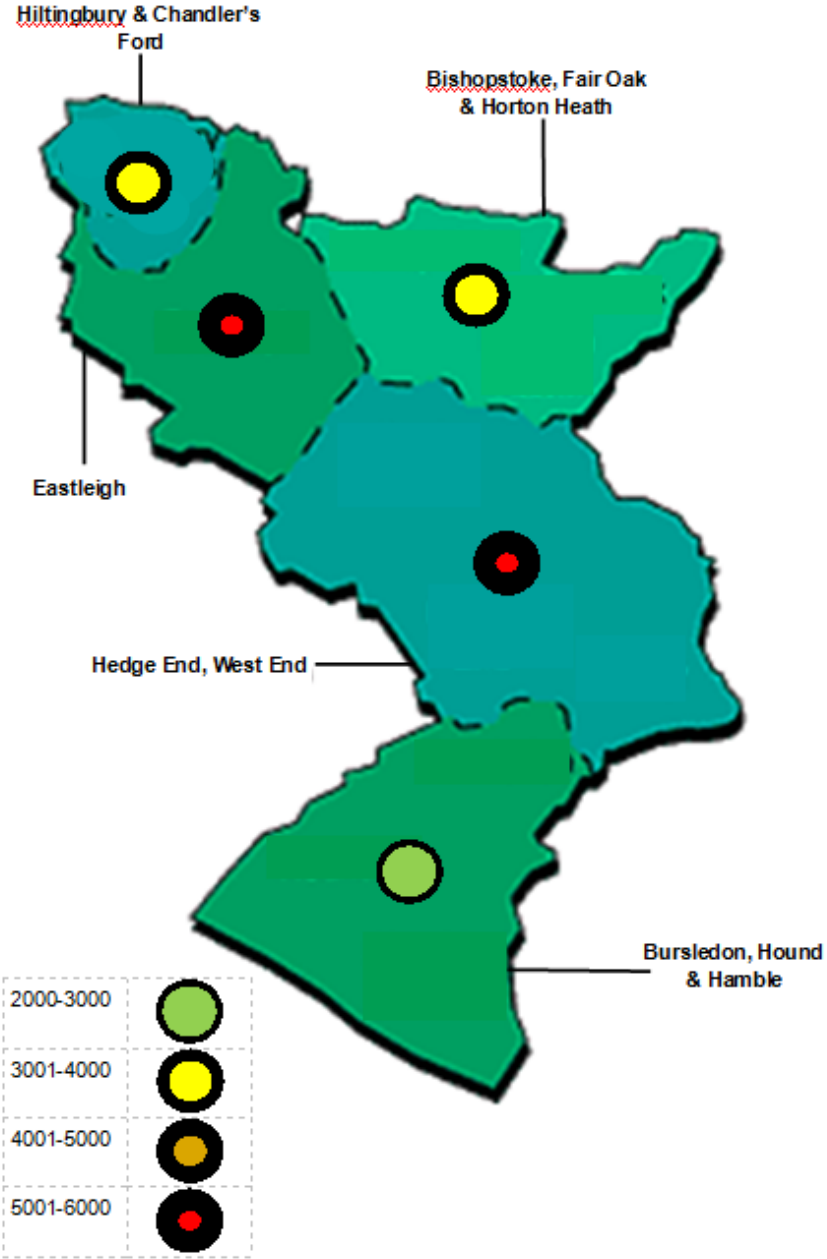 Hiltingbury & Chandler's
Ford
Bishopstoke, Fair Oak
& Horton Heath
Eastleigh
Hedge End, West End
Bursledon, Hound
& Hamble
2000-3000
3001-4000
4001-5000
5001-6000